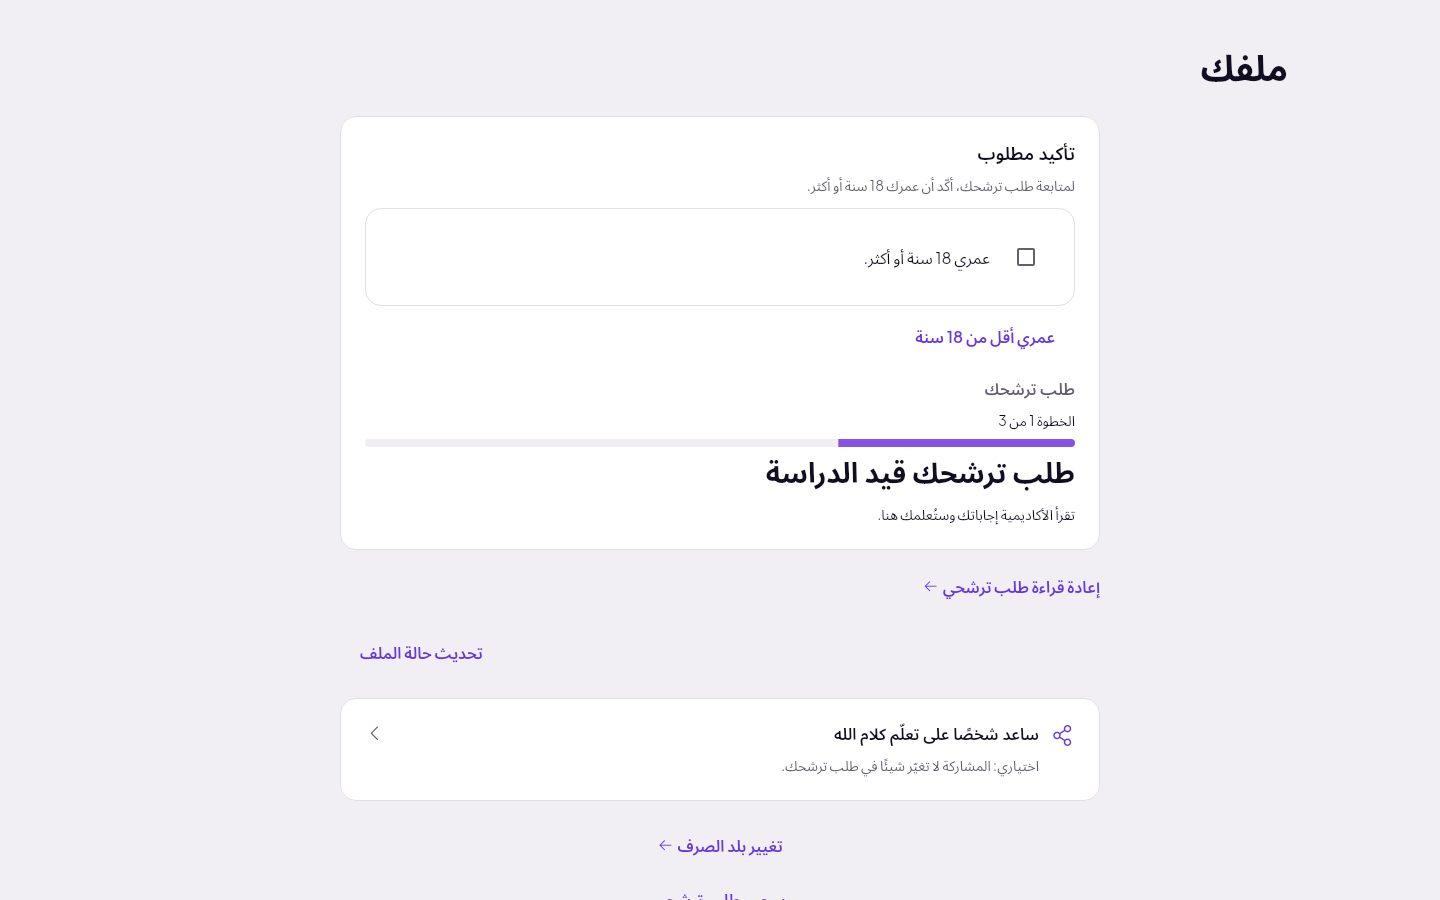 ملفك
تأكيد مطلوب
لمتابعة طلب ترشحك، أكّد أن عمرك 18 سنة أو أكثر.
عمري 18 سنة أو أكثر.
عمري أقل من 18 سنة
طلب ترشحك
الخطوة 1 من 3
طلب ترشحك قيد الدراسة
تقرأ الأكاديمية إجاباتك وستُعلمك هنا.
إعادة قراءة طلب ترشحي ←
تحديث حالة الملف
ساعد شخصًا على تعلّم كلام الله
اختياري: المشاركة لا تغيّر شيئًا في طلب ترشحك.
تغيير بلد الصرف ←